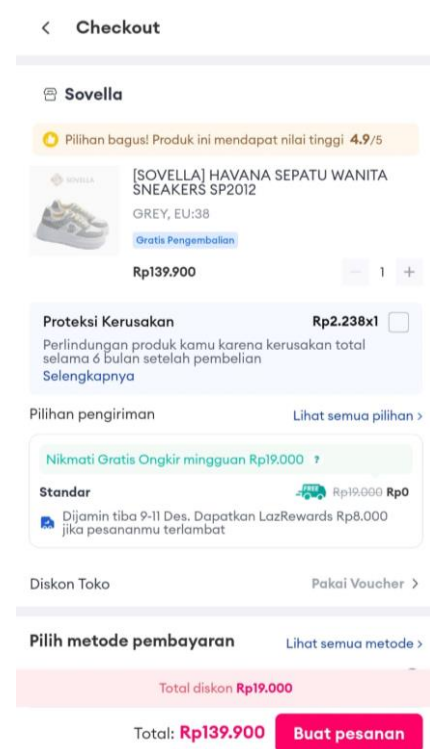 Checkout
Sovella
Pilihan bagus! Produk ini mendapat nilai tinggi 4.9/5
SOVELLA
[SOVELLA] HAVANA SEPATU WANITA
SNEAKERS SP2012
GREY, EU:38
Gratis Pengembalian
Rp139.900
1
Proteksi Kerusakan
Rp2.238x1
Perlindungan produk kamu karena kerusakan total
selama 6 bulan setelah pembelian
Selengkapnya
Pilihan pengiriman
Lihat semua pilihan >
Nikmati Gratis Ongkir mingguan Rp19.000 ?
Standar
FREE Rp19.000 Rp0
Dijamin tiba 9-11 Des. Dapatkan LazRewards Rp8.000
jika pesananmu terlambat
Diskon Toko
Pakai Voucher >
Pilih metode pembayaran
Lihat semua metode >
Total diskon Rp19.000
Total: Rp139.900
Buat pesanan